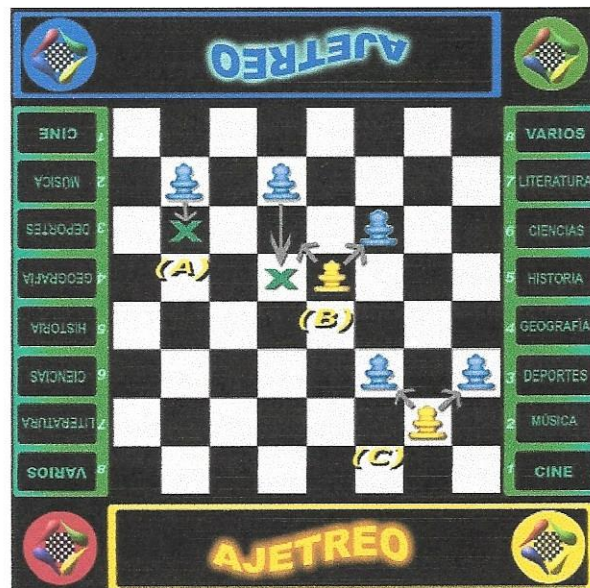 AJETREO
CINE 1
MÚSICA 2
DEPORTES 3
GEOGRAFÍA 4
HISTORIA 5
CIENCIAS 6
LITERATURA 7
VARIOS 8
X
X
(A)
(B)
(C)
8 VARIOS
7 LITERATURA
6 CIENCIAS
5 HISTORIA
4 GEOGRAFÍA
3 DEPORTES
2 MÚSICA
1 CINE
AJETREO